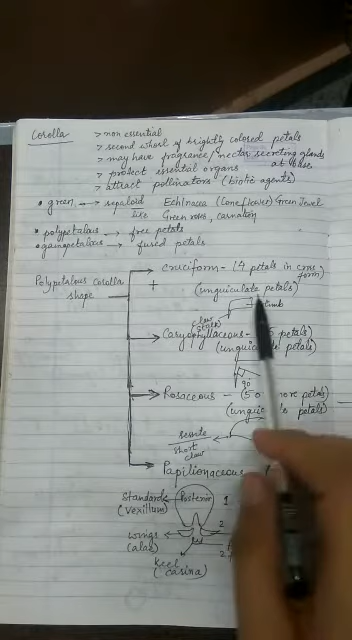 Corolla
> non essential
> second whorl of brightly colored petals
> may have fragrance/nectar secreting glands
at base
> protect essential organs
> attract pollinators (biotic agents)
• green → sepaloid Echinacea (Coneflower) Green Jewel
like Green rose, carnation
• polypetalous → free petals
• gamopetalous → fused petals
Polypetalous corolla
shape
→ cruciform - (4 petals in cross
form)
+ (unguiculate petals)
→ limb
(claw
→ Caryophyllaceous - petals)
petals)
90°
→ Rosaceous - (5 or more petals)
petals)
sessile
short
claw
→ Papilionaceous
Standard
(vexillum)
Posterior
1
wings
(alae)
2
Keel
(carina)
2